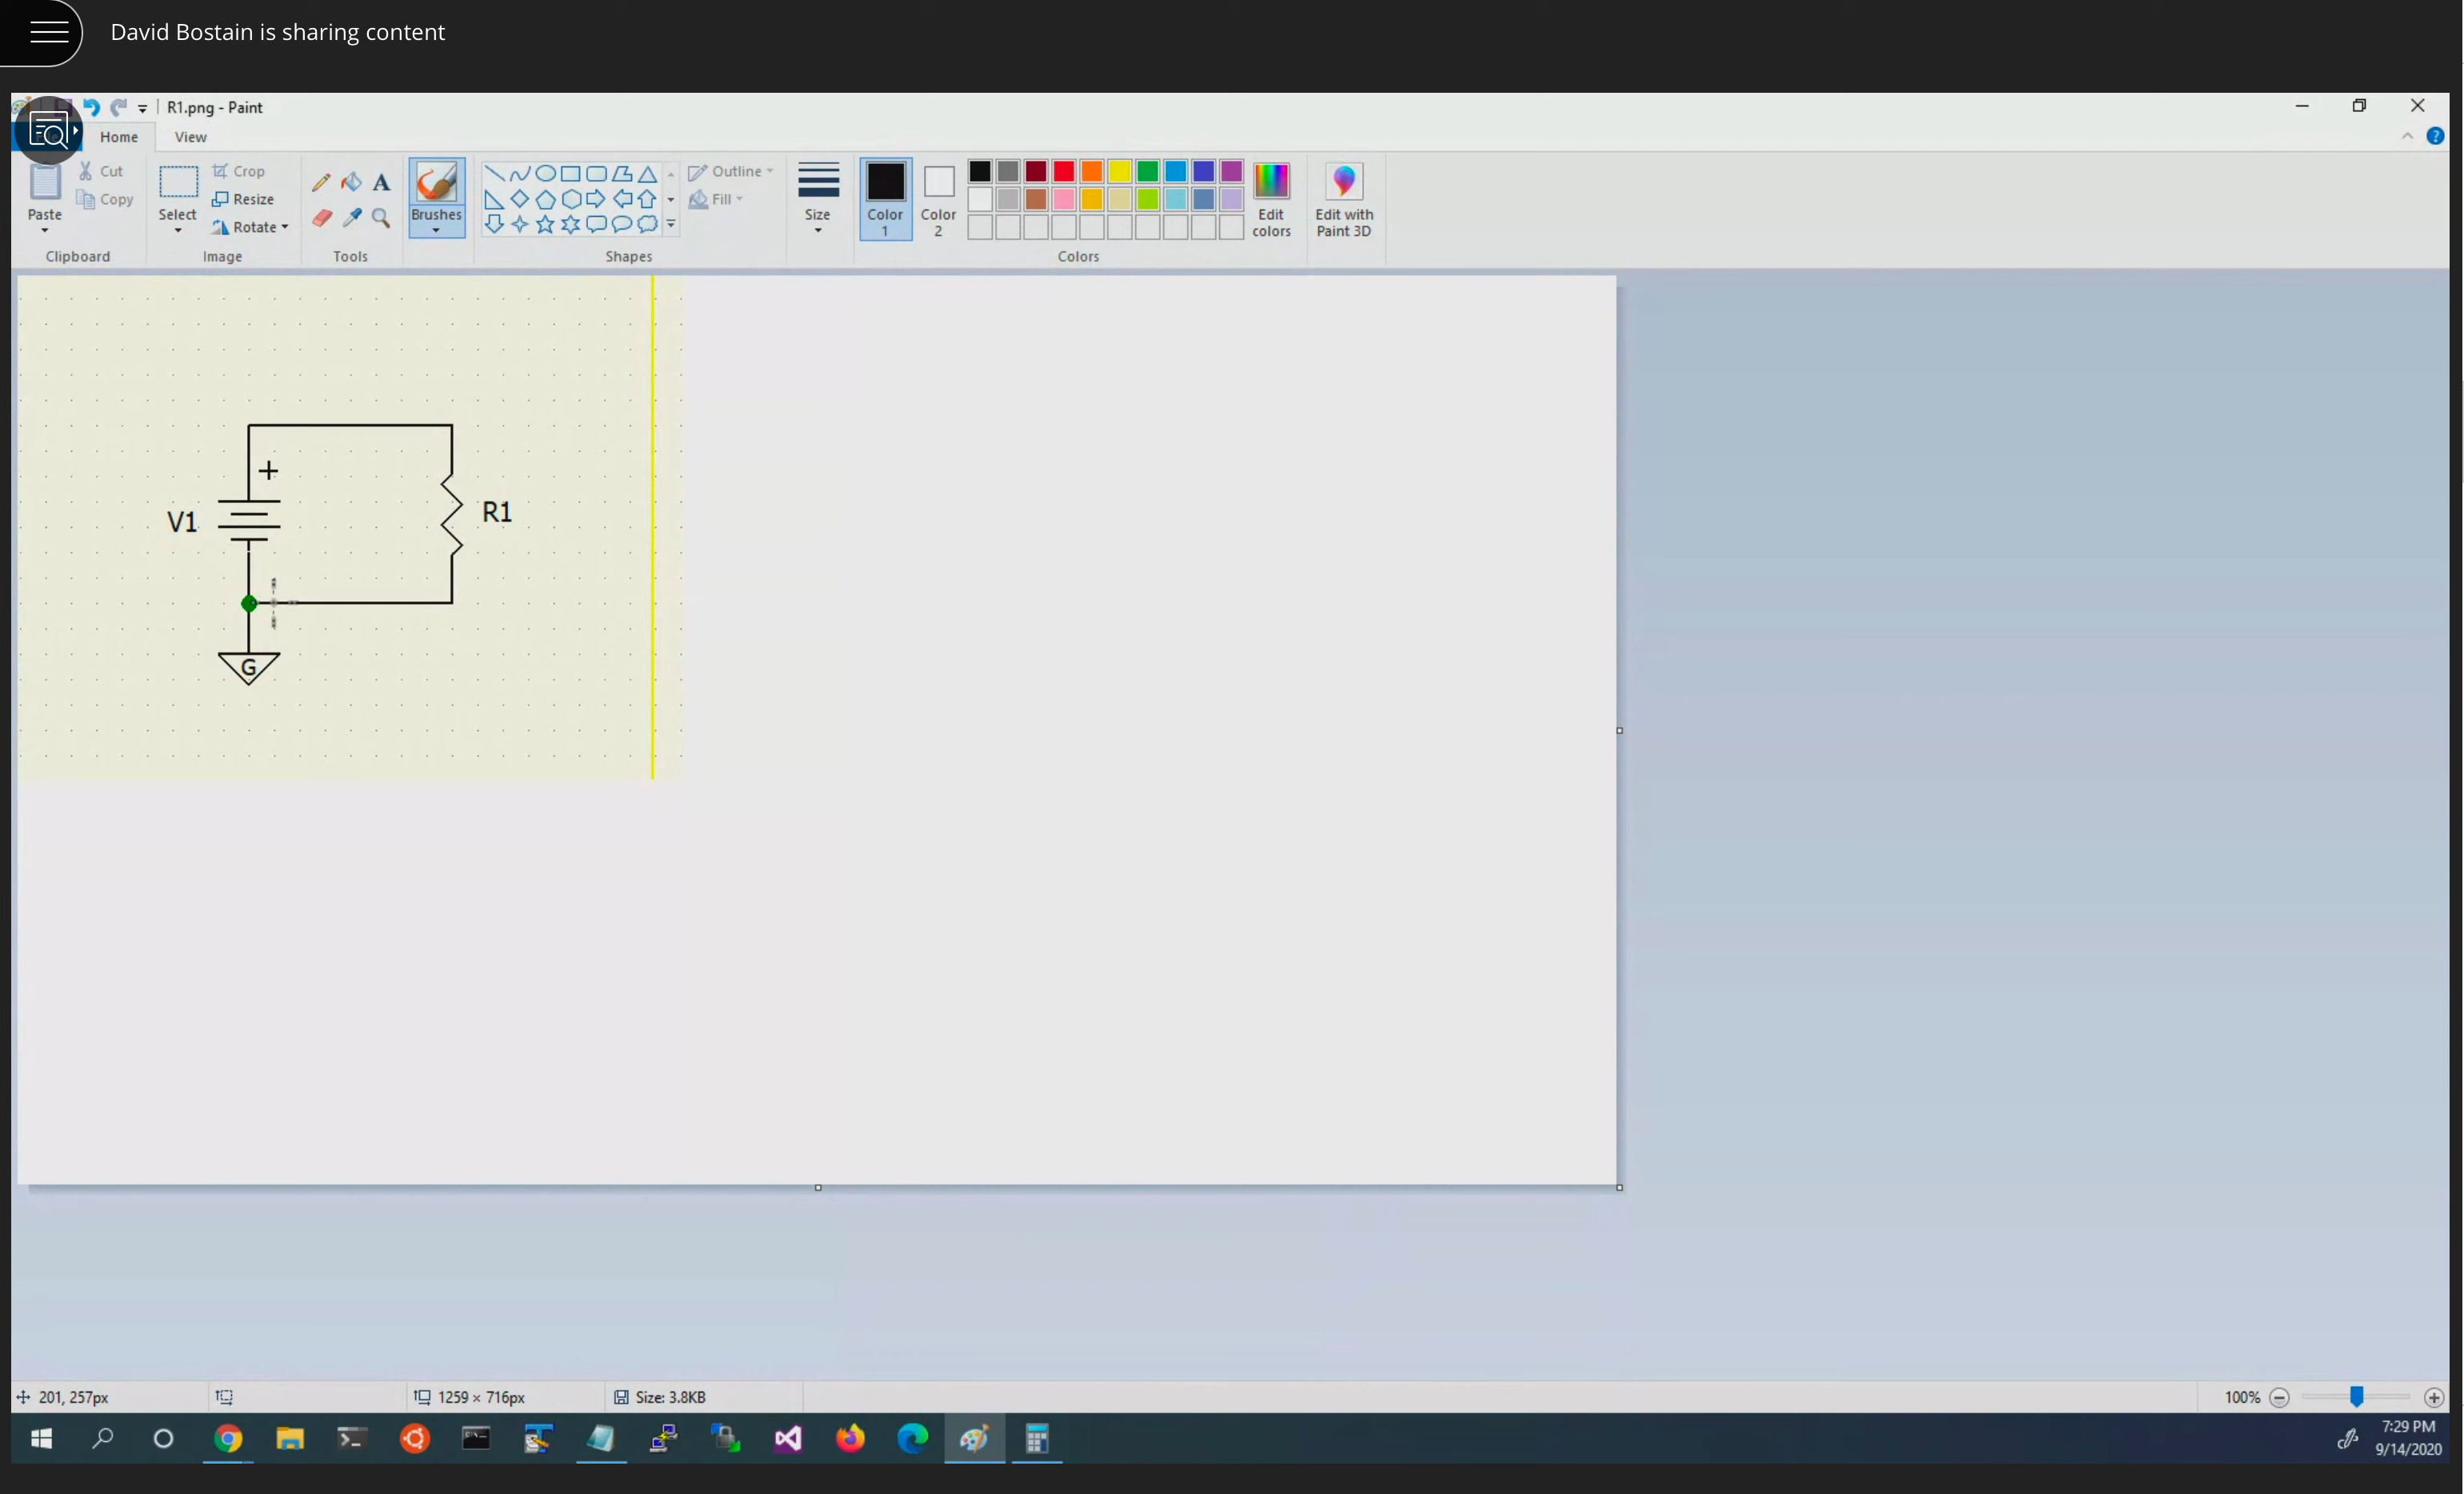 David Bostain is sharing content
R1.png - Paint
Home View
Cut
Copy
Paste
Clipboard
Crop
Resize
Rotate
Select
Image
A
Tools
Brushes
Outline
Fill
Shapes
Size
Color 1
Color 2
Edit colors
Colors
Edit with Paint 3D
+
V1
R1
G
201, 257px
1259 × 716px
Size: 3.8KB
100%
7:29 PM
9/14/2020